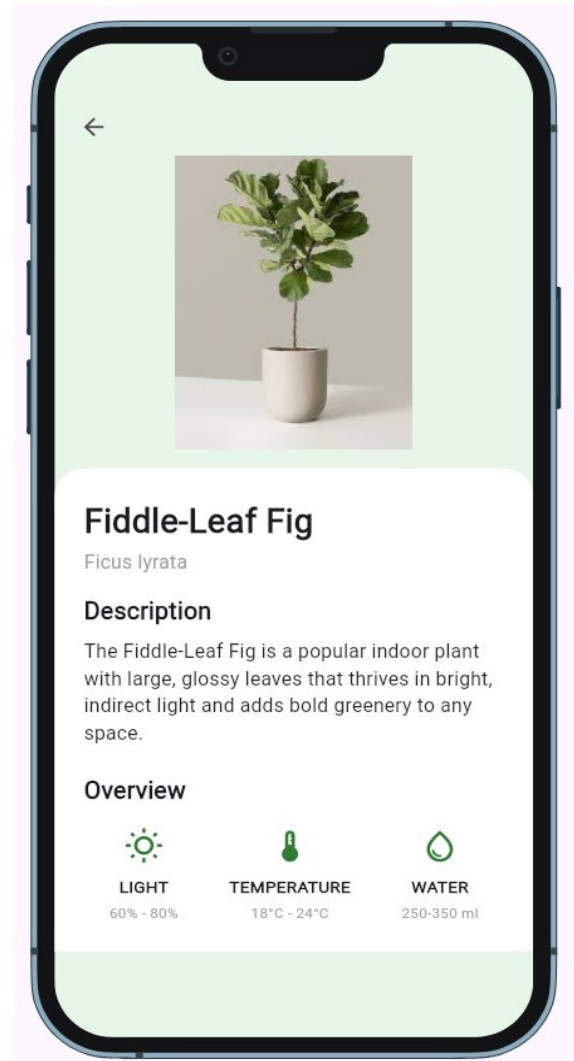 Fiddle-Leaf Fig
Ficus lyrata
Description
The Fiddle-Leaf Fig is a popular indoor plant
with large, glossy leaves that thrives in bright,
indirect light and adds bold greenery to any
space.
Overview
LIGHT TEMPERATURE WATER
60% - 80% 18°C - 24°C 250-350 ml